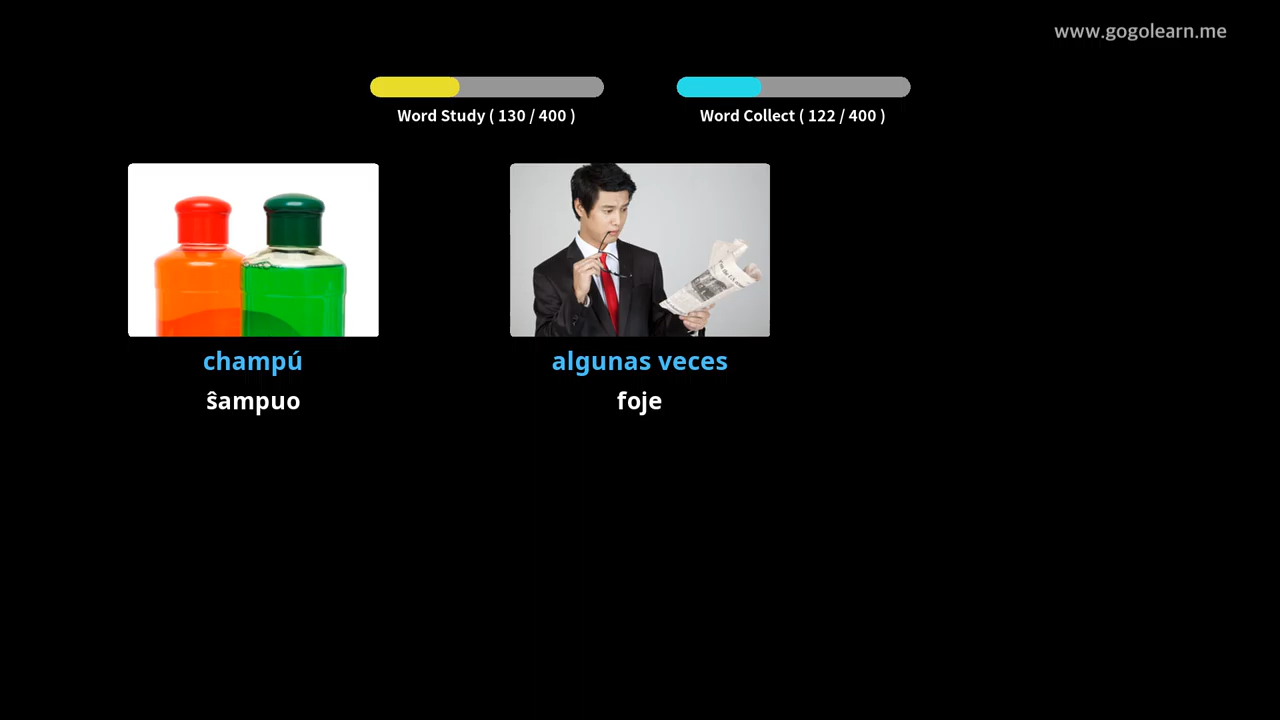 www.gogolearn.me
Word Study ( 130 / 400 )
Word Collect ( 122 / 400 )
champú
algunas veces
ŝampuo
foje